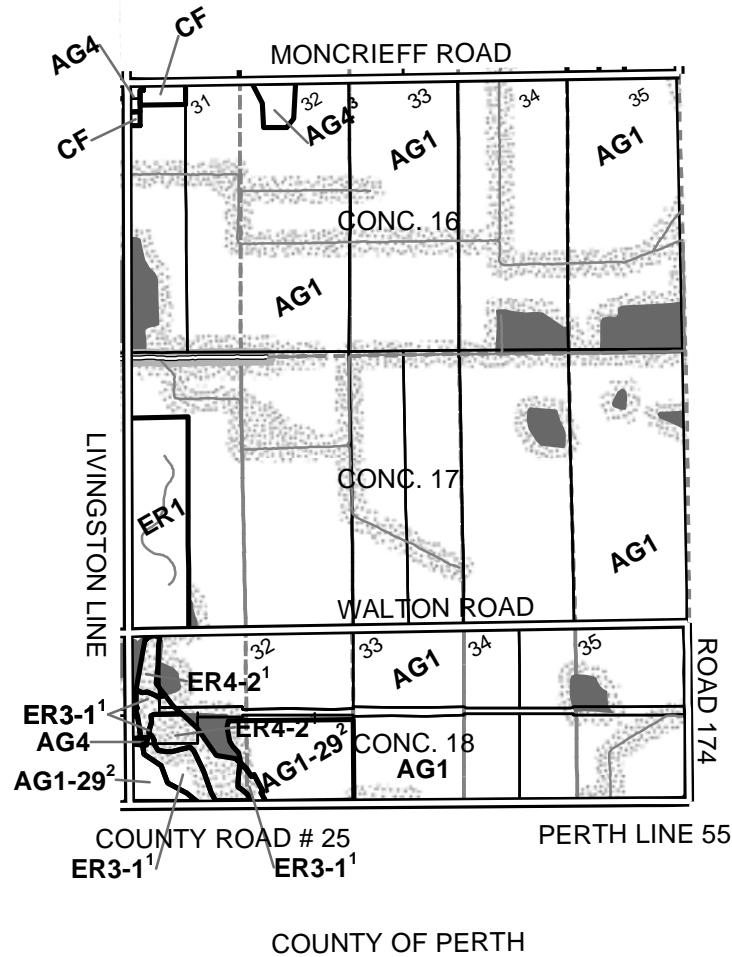 CF
AG4
MONCRIEFF ROAD
31
32
33
34
35
AG4³
CF
AG1
AG1
CONC. 16
AG1
LIVINGSTON LINE
CONC. 17
ER1
AG1
WALTON ROAD
32
33
34
35
AG1
ROAD 174
ER4-2¹
ER3-1¹
ER4-2¹
AG4
AG1-29²
CONC. 18
AG1-29²
AG1
COUNTY ROAD # 25
PERTH LINE 55
ER3-1¹
ER3-1¹
COUNTY OF PERTH